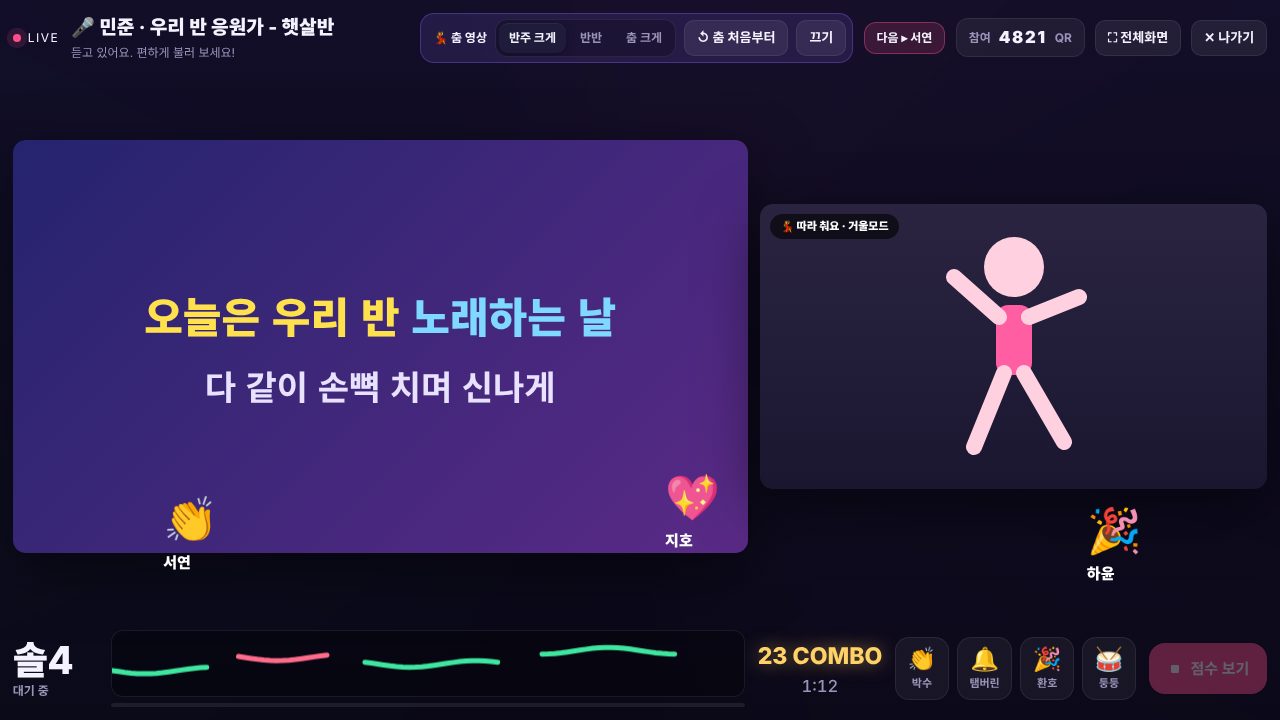 LIVE
🎤 민준 · 우리 반 응원가 - 햇살반
듣고 있어요. 편하게 불러 보세요!
💃 춤 영상
반주 크게
반반
춤 크게
↺ 춤 처음부터
끄기
다음 ▸ 서연
참여 4821 QR
⛶ 전체화면
✕ 나가기
오늘은 우리 반 노래하는 날
다 같이 손뼉 치며 신나게
💃 따라 춰요 · 거울모드
서연
지호
하윤
솔4
대기 중
23 COMBO
1:12
박수
탬버린
환호
둥둥
■ 점수 보기